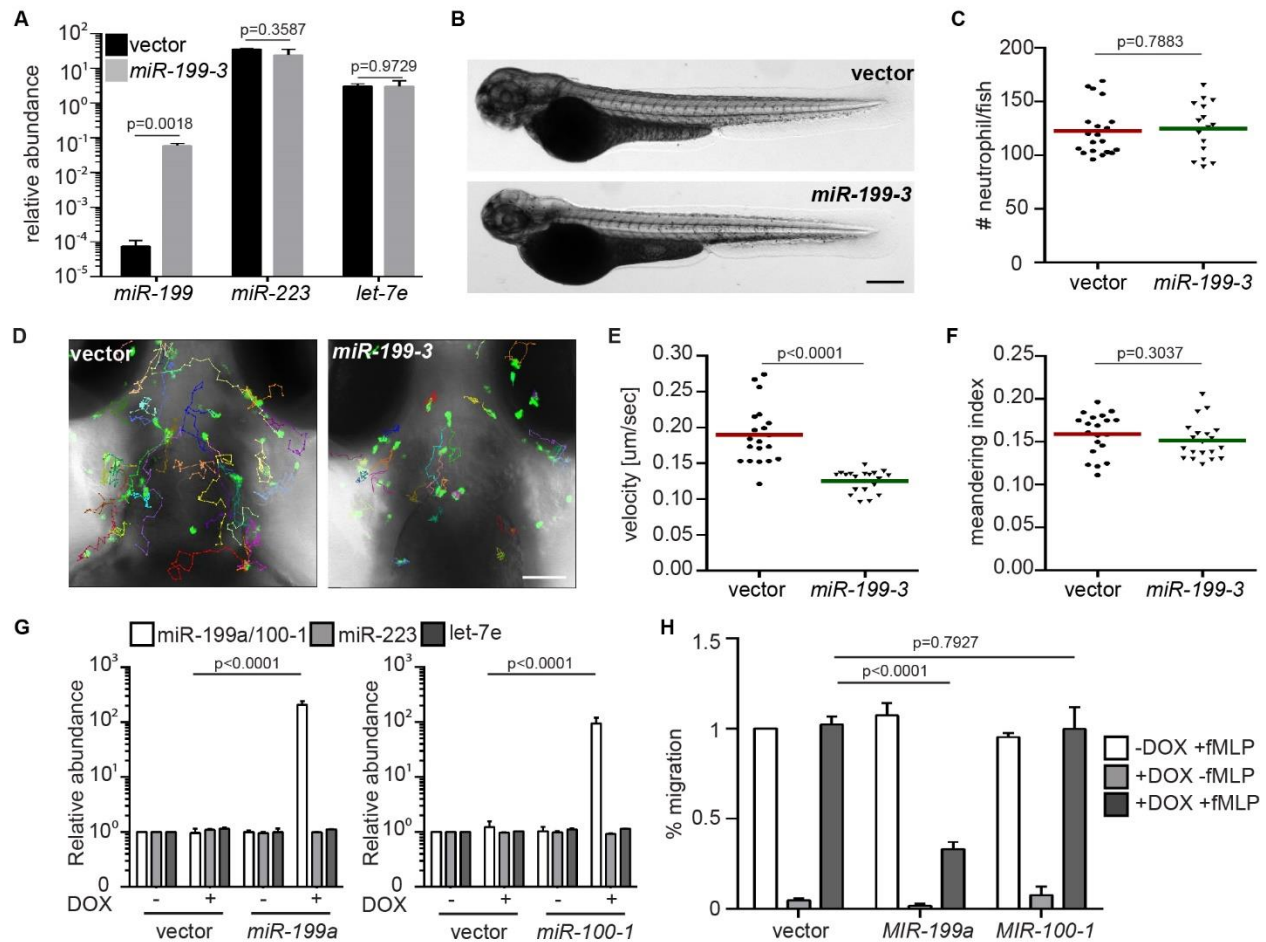 A
relative abundance
10²
10¹
10⁰
10⁻¹
10⁻²
10⁻³
10⁻⁴
10⁻⁵
vector
miR-199-3
p=0.0018
p=0.3587
p=0.9729
miR-199 miR-223 let-7e
B
vector
miR-199-3
C
# neutrophil/fish
200
150
100
50
0
p=0.7883
vector miR-199-3
D
vector
miR-199-3
E
velocity [um/sec]
0.30
0.25
0.20
0.15
0.10
0.05
0.00
p<0.0001
vector miR-199-3
F
meandering index
0.25
0.20
0.15
0.10
0.05
0.00
p=0.3037
vector miR-199-3
G
miR-199a/100-1 miR-223 let-7e
Relative abundance
10³
10²
10¹
10⁰
0
p<0.0001
DOX - + - +
vector miR-199a
Relative abundance
10³
10²
10¹
10⁰
0
p<0.0001
DOX - + - +
vector miR-100-1
H
% migration
1.5
1
0.5
0
p=0.7927
p<0.0001
vector MIR-199a MIR-100-1
-DOX +fMLP
+DOX -fMLP
+DOX +fMLP